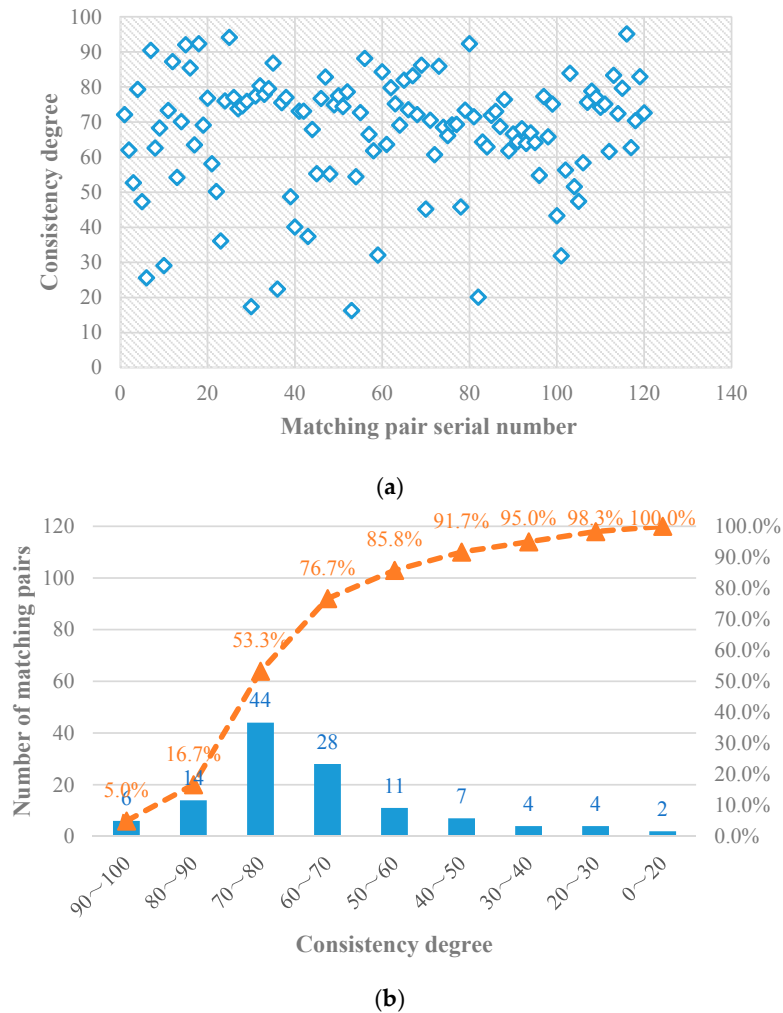 100
90
80
70
60
50
40
30
20
10
0
Consistency degree
0 20 40 60 80 100 120 140
Matching pair serial number
(a)
120
100
80
60
40
20
0
Number of matching pairs
100.0%
90.0%
80.0%
70.0%
60.0%
50.0%
40.0%
30.0%
20.0%
10.0%
0.0%
5.0% 16.7% 53.3% 76.7% 85.8% 91.7% 95.0% 98.3% 100.0%
6 14 44 28 11 7 4 4 2
90～100 80～90 70～80 60～70 50～60 40～50 30～40 20～30 0～20
Consistency degree
(b)